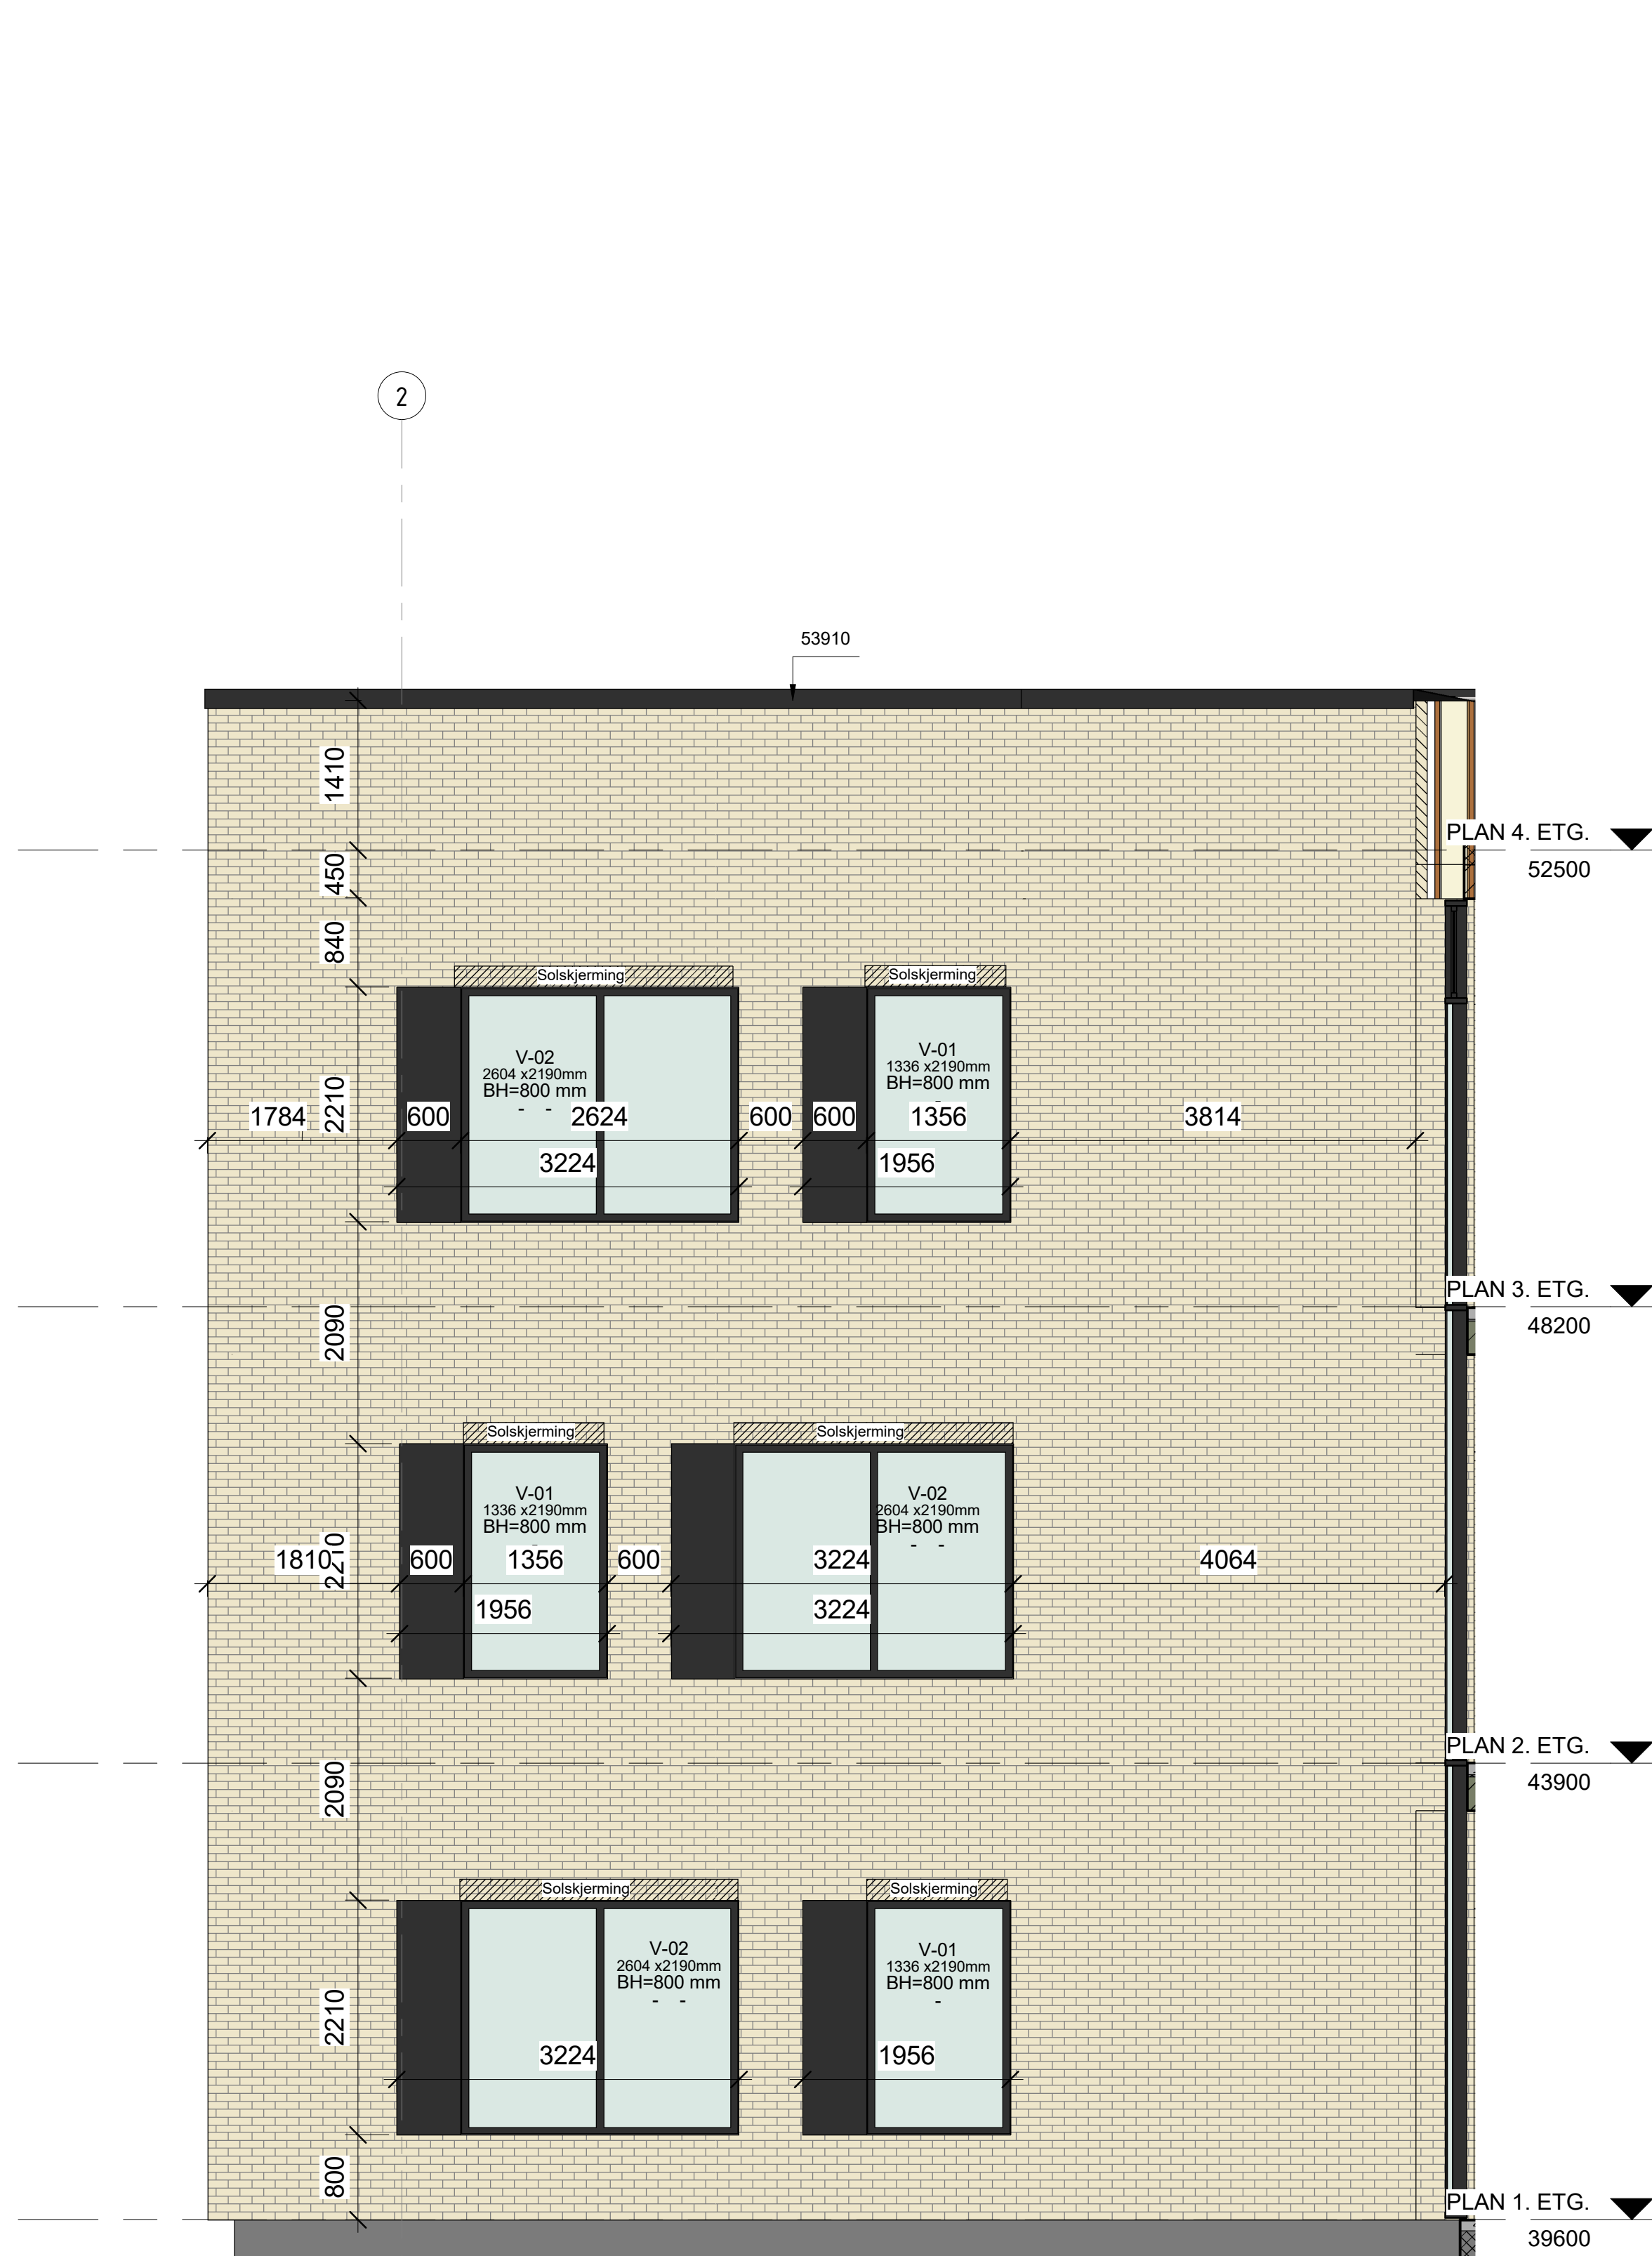 2
53910
1410
PLAN 4. ETG.
52500
450
840
Solskjerming
Solskjerming
V-02
2604 x2190mm
BH=800 mm
- -
V-01
1336 x2190mm
BH=800 mm
-
2210
1784
600
2624
600
600
1356
3814
3224
1956
PLAN 3. ETG.
48200
2090
Solskjerming
Solskjerming
V-01
1336 x2190mm
BH=800 mm
-
V-02
2604 x2190mm
BH=800 mm
- -
2210
1810
600
1356
600
3224
4064
1956
3224
PLAN 2. ETG.
43900
2090
Solskjerming
Solskjerming
V-02
2604 x2190mm
BH=800 mm
- -
V-01
1336 x2190mm
BH=800 mm
-
2210
3224
1956
800
PLAN 1. ETG.
39600